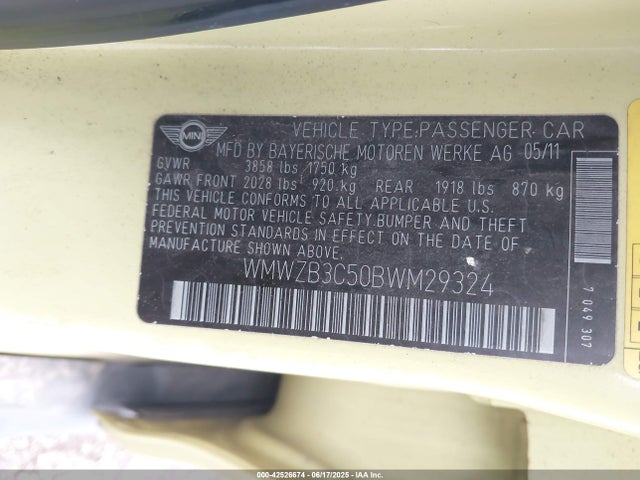 MINI
VEHICLE TYPE:PASSENGER CAR
MFD BY BAYERISCHE MOTOREN WERKE AG 05/11
GVWR 3858 lbs 1750 kg
GAWR FRONT 2028 lbs 920 kg REAR 1918 lbs 870 kg
THIS VEHICLE CONFORMS TO ALL APPLICABLE U.S.
FEDERAL MOTOR VEHICLE SAFETY,BUMPER AND THEFT
PREVENTION STANDARDS IN EFFECT ON THE DATE OF
MANUFACTURE SHOWN ABOVE.
WMWZB3C50BWM29324
7 049 307
000-42526674 06/17/2025 IAA